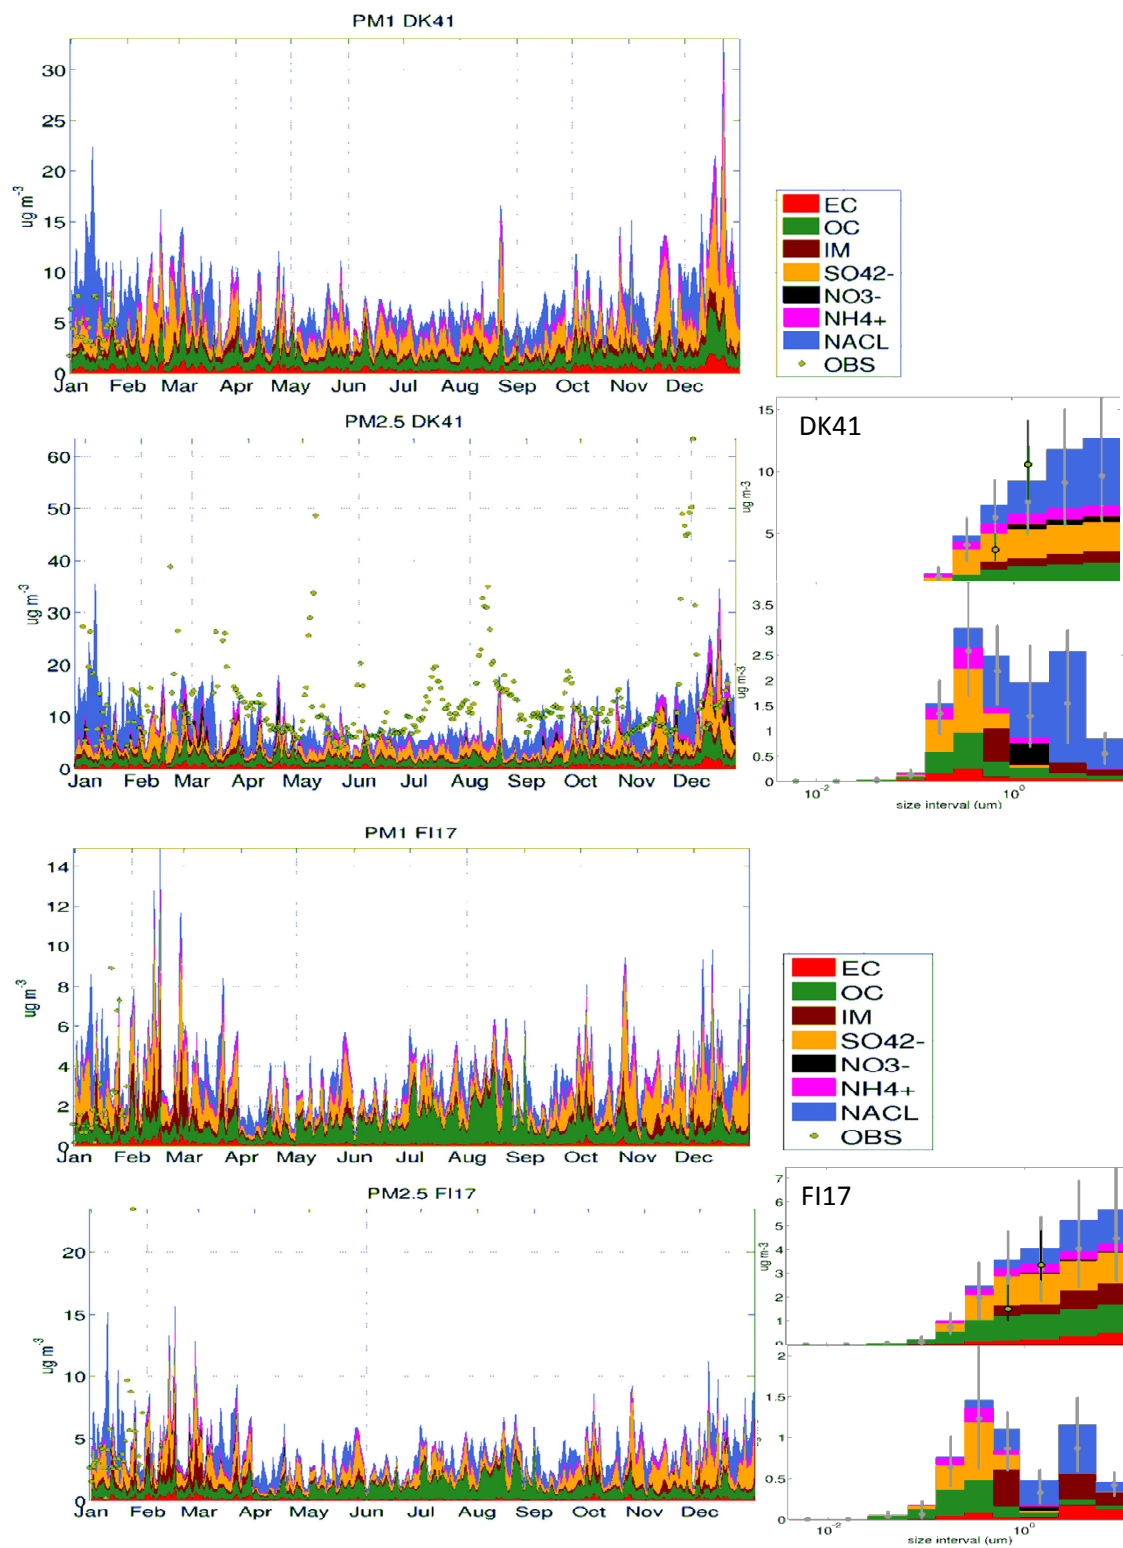 PM1 DK41
ug m-3
30
25
20
15
10
5
0
Jan Feb Mar Apr May Jun Jul Aug Sep Oct Nov Dec
EC
OC
IM
SO42-
NO3-
NH4+
NACL
OBS
PM2.5 DK41
ug m-3
60
50
40
30
20
10
0
Jan Feb Mar Apr May Jun Jul Aug Sep Oct Nov Dec
DK41
ug m-3
15
10
5
ug m-3
3.5
3
2.5
2
1.5
1
0.5
0
10-2 100
size interval (um)
PM1 FI17
ug m-3
14
12
10
8
6
4
2
0
Jan Feb Mar Apr May Jun Jul Aug Sep Oct Nov Dec
EC
OC
IM
SO42-
NO3-
NH4+
NACL
OBS
PM2.5 FI17
ug m-3
20
15
10
5
0
Jan Feb Mar Apr May Jun Jul Aug Sep Oct Nov Dec
FI17
ug m-3
7
6
5
4
3
2
1
0
2
1.5
1
0.5
0
10-2 100
size interval (um)